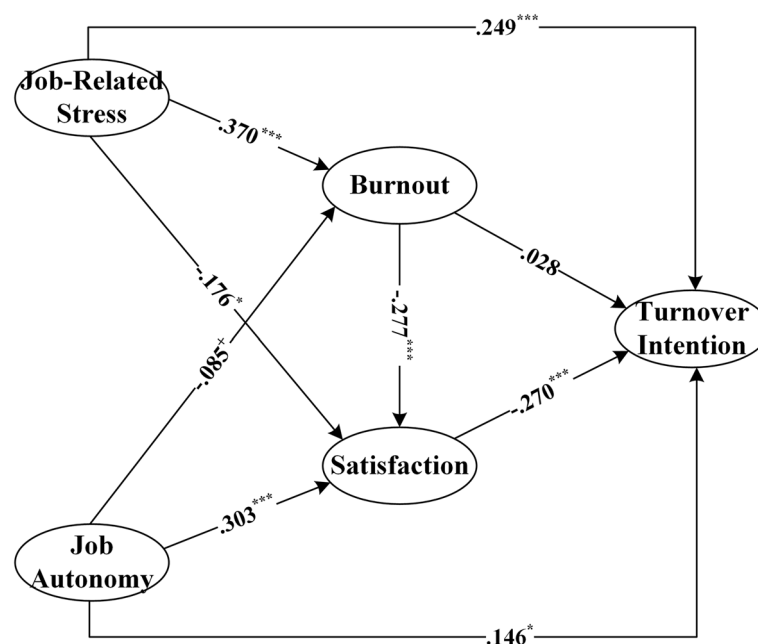 .249***
Job-Related
Stress
.370***
Burnout
-.176*
.028
-.277***
Turnover
Intention
-.085+
-.270***
Satisfaction
.303***
Job
Autonomy
.146*